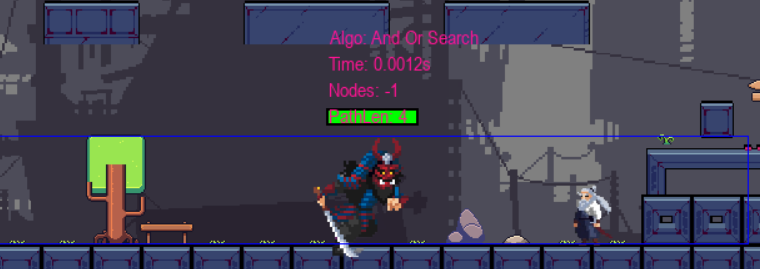 Algo: And Or Search
Time: 0.0012s
Nodes: -1
PathLen: 4